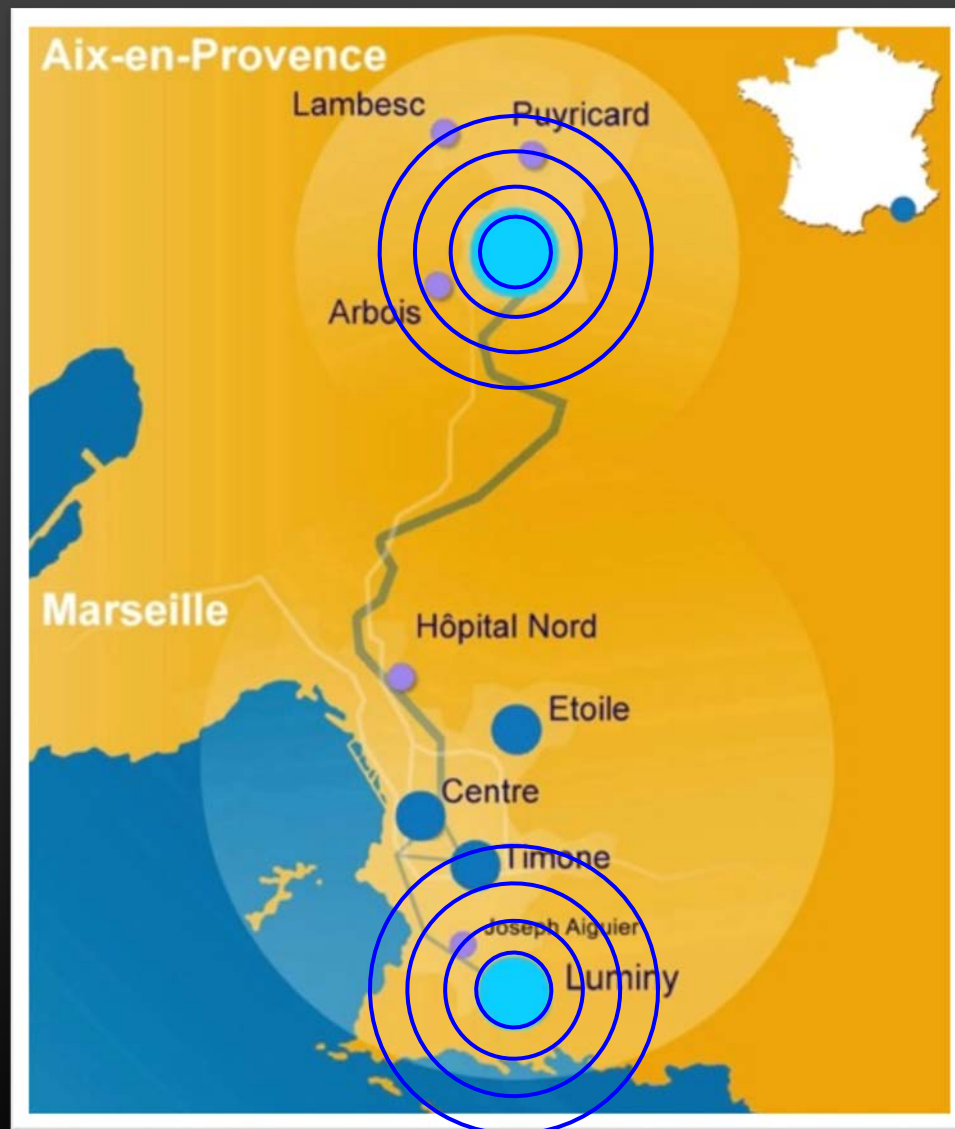 Aix-en-Provence
Lambesc
Puyricard
Arbois
Marseille
Hôpital Nord
Etoile
Centre
Timone
Joseph Aiguier
Luminy